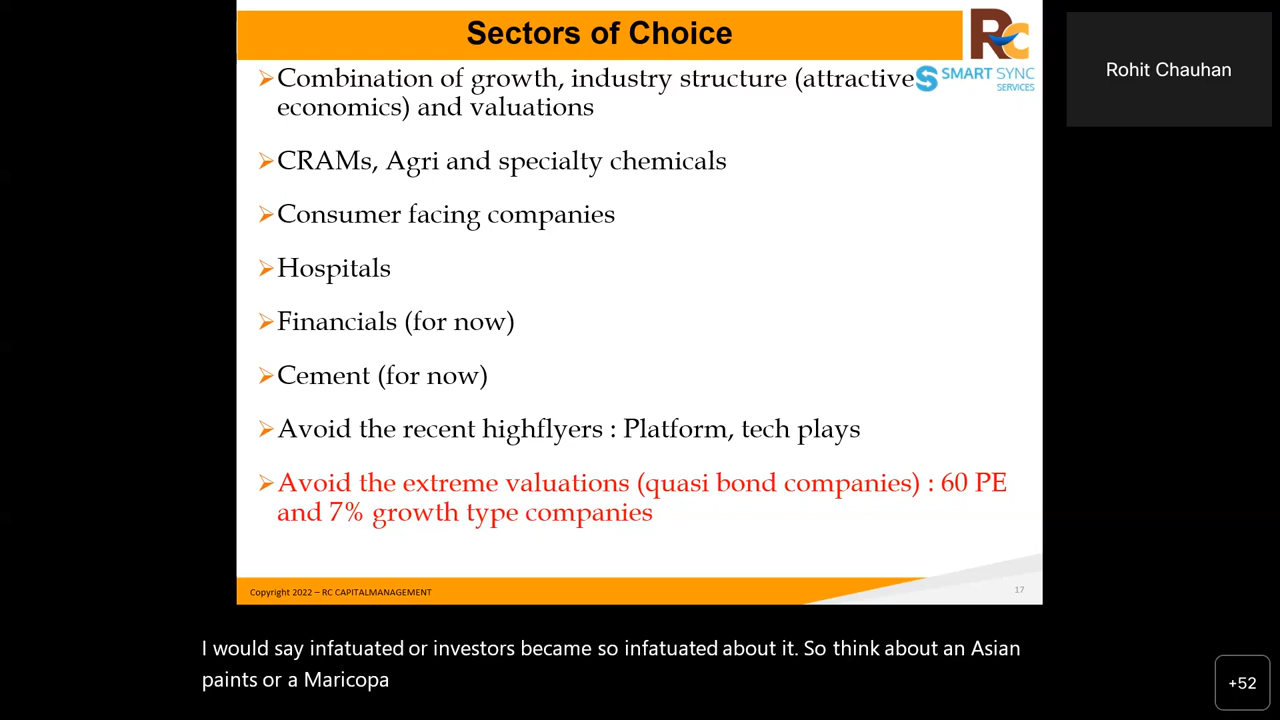 Sectors of Choice
RC
SMART SYNC
SERVICES
Rohit Chauhan
➢Combination of growth, industry structure (attractive
economics) and valuations
➢CRAMs, Agri and specialty chemicals
➢Consumer facing companies
➢Hospitals
➢Financials (for now)
➢Cement (for now)
➢Avoid the recent highflyers : Platform, tech plays
➢Avoid the extreme valuations (quasi bond companies) : 60 PE
and 7% growth type companies
Copyright 2022 – RC CAPITALMANAGEMENT
17
I would say infatuated or investors became so infatuated about it. So think about an Asian
paints or a Maricopa
+52